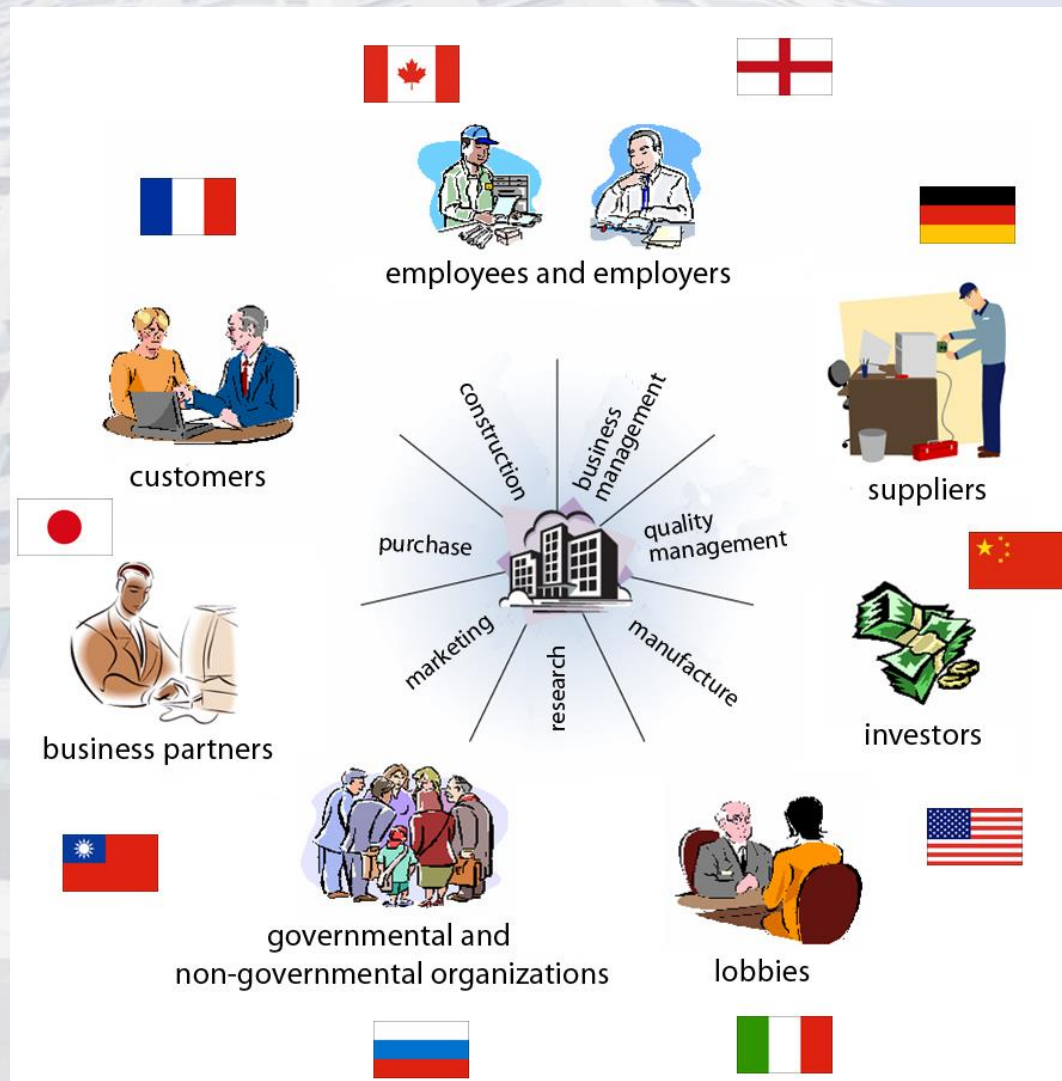 employees and employers
customers
suppliers
construction
business
management
purchase
quality
management
marketing
research
manufacture
business partners
investors
governmental and
non-governmental organizations
lobbies